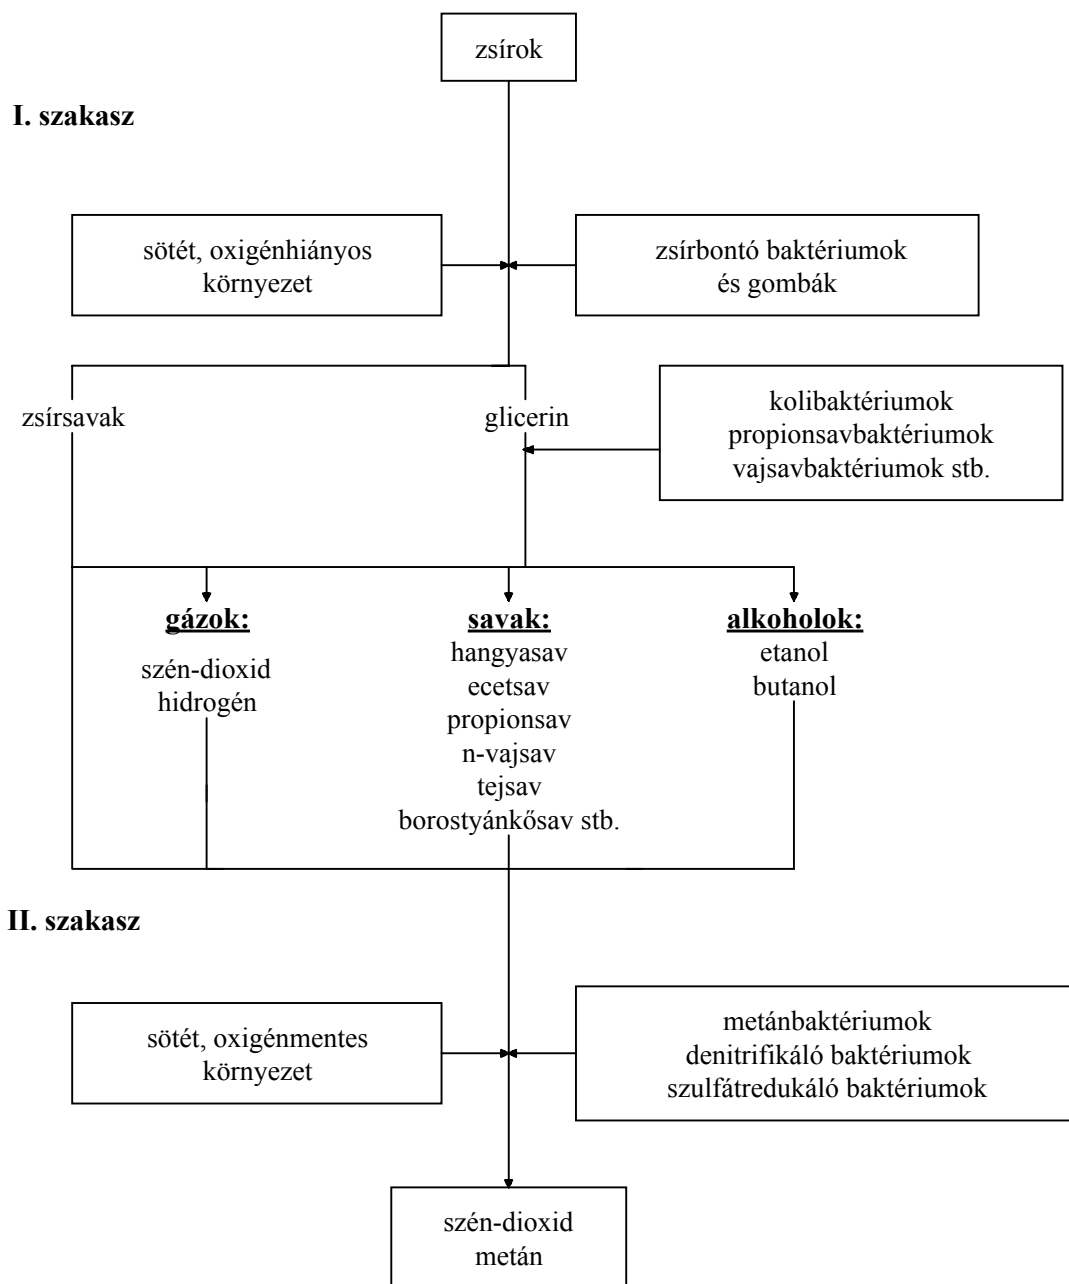 zsírok
I. szakasz
sötét, oxigénhiányos
környezet
zsírbontó baktériumok
és gombák
zsírsavak
glicerin
kolibaktériumok
propionsavbaktériumok
vajsavbaktériumok stb.
gázok:
szén-dioxid
hidrogén
savak:
hangyasav
ecetsav
propionsav
n-vajsav
tejsav
borostyánkősav stb.
alkoholok:
etanol
butanol
II. szakasz
sötét, oxigénmentes
környezet
metánbaktériumok
denitrifikáló baktériumok
szulfátredukáló baktériumok
szén-dioxid
metán